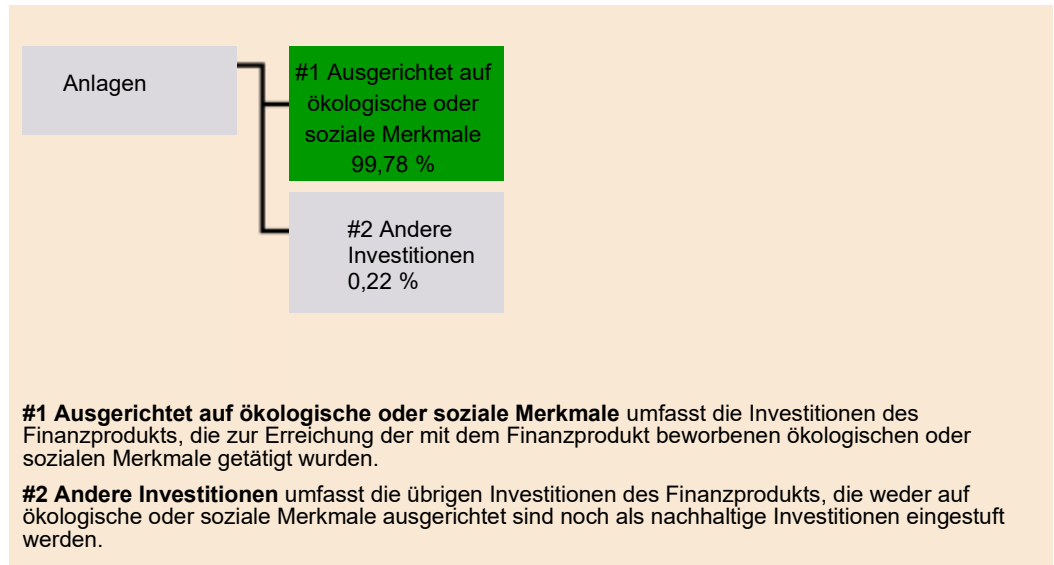 Anlagen
#1 Ausgerichtet auf
ökologische oder
soziale Merkmale
99,78 %
#2 Andere
Investitionen
0,22 %
#1 Ausgerichtet auf ökologische oder soziale Merkmale umfasst die Investitionen des
Finanzprodukts, die zur Erreichung der mit dem Finanzprodukt beworbenen ökologischen oder
sozialen Merkmale getätigt wurden.
#2 Andere Investitionen umfasst die übrigen Investitionen des Finanzprodukts, die weder auf
ökologische oder soziale Merkmale ausgerichtet sind noch als nachhaltige Investitionen eingestuft
werden.